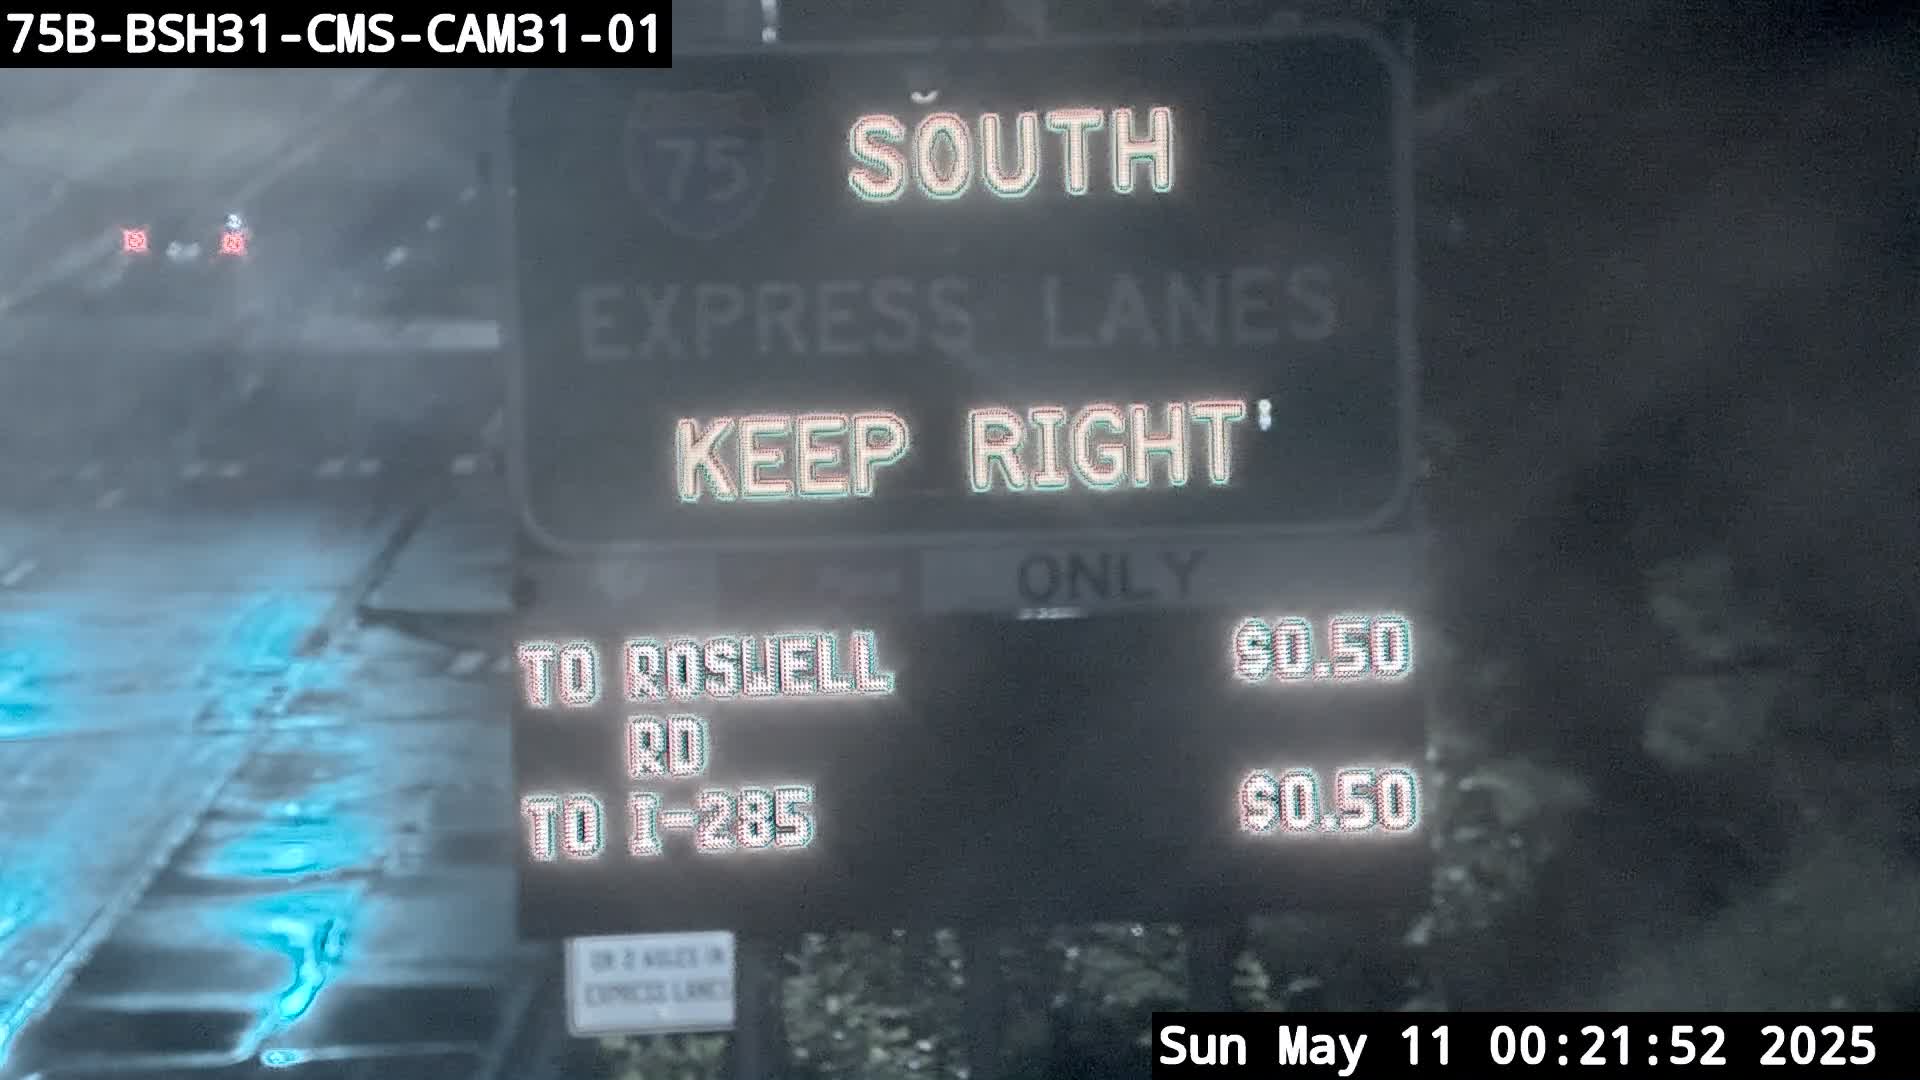 75B-BSH31-CMS-CAM31-01
75 SOUTH
EXPRESS LANES
KEEP RIGHT
ONLY
TO ROSWELL $0.50
RD
TO I-285 $0.50
EXPRESS LANES
Sun May 11 00:21:52 2025